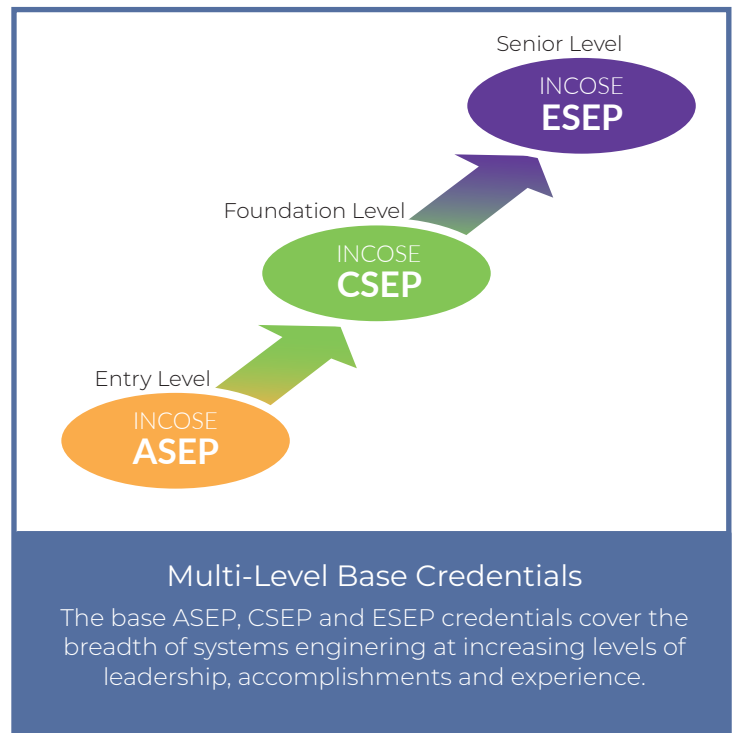 Senior Level
INCOSE
ESEP
Foundation Level
INCOSE
CSEP
Entry Level
INCOSE
ASEP
Multi-Level Base Credentials
The base ASEP, CSEP and ESEP credentials cover the
breadth of systems enginering at increasing levels of
leadership, accomplishments and experience.